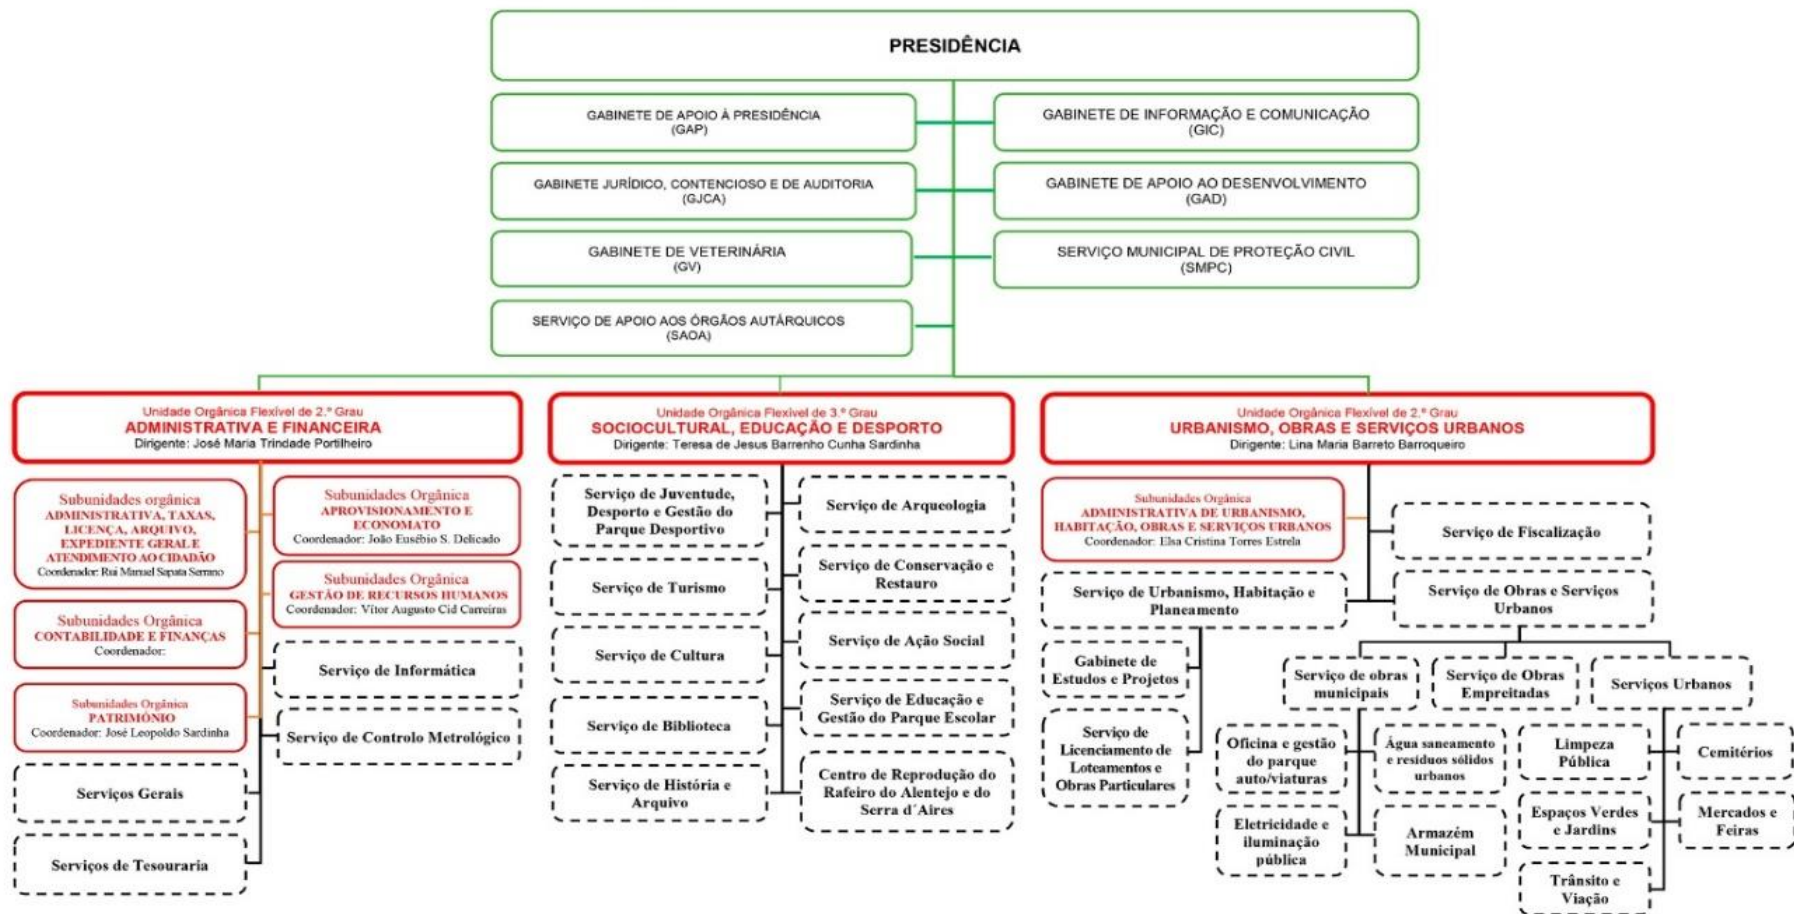 PRESIDÊNCIA
GABINETE DE APOIO À PRESIDÊNCIA
(GAP)
GABINETE DE INFORMAÇÃO E COMUNICAÇÃO
(GIC)
GABINETE JURÍDICO, CONTENCIOSO E DE AUDITORIA
(GJCA)
GABINETE DE APOIO AO DESENVOLVIMENTO
(GAD)
GABINETE DE VETERINÁRIA
(GV)
SERVIÇO MUNICIPAL DE PROTEÇÃO CIVIL
(SMPC)
SERVIÇO DE APOIO AOS ÓRGÃOS AUTÁRQUICOS
(SAOA)
Unidade Orgânica Flexível de 2.º Grau
ADMINISTRATIVA E FINANCEIRA
Dirigente: José Maria Trindade Portilheiro
Subunidades orgânica
ADMINISTRATIVA, TAXAS,
LICENÇA, ARQUIVO,
EXPEDIENTE GERAL E
ATENDIMENTO AO CIDADÃO
Coordenador: Rui Manuel Sapata Serrano
Subunidades Orgânica
APROVISIONAMENTO E
ECONOMATO
Coordenador: João Eusébio S. Delicado
Subunidades Orgânica
GESTÃO DE RECURSOS HUMANOS
Coordenador: Vítor Augusto Cid Carreiras
Subunidades Orgânica
CONTABILIDADE E FINANÇAS
Coordenador:
Serviço de Informática
Subunidades Orgânica
PATRIMÓNIO
Coordenador: José Leopoldo Sardinha
Serviço de Controlo Metrológico
Serviços Gerais
Serviços de Tesouraria
Unidade Orgânica Flexível de 3.º Grau
SOCIOCULTURAL, EDUCAÇÃO E DESPORTO
Dirigente: Teresa de Jesus Barrenho Cunha Sardinha
Serviço de Juventude,
Desporto e Gestão do
Parque Desportivo
Serviço de Arqueologia
Serviço de Turismo
Serviço de Conservação e
Restauro
Serviço de Cultura
Serviço de Ação Social
Serviço de Biblioteca
Serviço de Educação e
Gestão do Parque Escolar
Serviço de História e
Arquivo
Centro de Reprodução do
Rafeiro do Alentejo e do
Serra d´Aires
Unidade Orgânica Flexível de 2.º Grau
URBANISMO, OBRAS E SERVIÇOS URBANOS
Dirigente: Lina Maria Barreto Barroqueiro
Subunidades Orgânica
ADMINISTRATIVA DE URBANISMO,
HABITAÇÃO, OBRAS E SERVIÇOS URBANOS
Coordenador: Elsa Cristina Torres Estrela
Serviço de Fiscalização
Serviço de Urbanismo, Habitação e
Planeamento
Serviço de Obras e Serviços
Urbanos
Gabinete de
Estudos e Projetos
Serviço de
Licenciamento de
Loteamentos e
Obras Particulares
Serviço de obras
municipais
Serviço de Obras
Empreitadas
Serviços Urbanos
Oficina e gestão
do parque
auto/viaturas
Água saneamento
e resíduos sólidos
urbanos
Eletricidade e
iluminação
pública
Armazém
Municipal
Limpeza
Pública
Cemitérios
Espaços Verdes
e Jardins
Mercados e
Feiras
Trânsito e
Viação